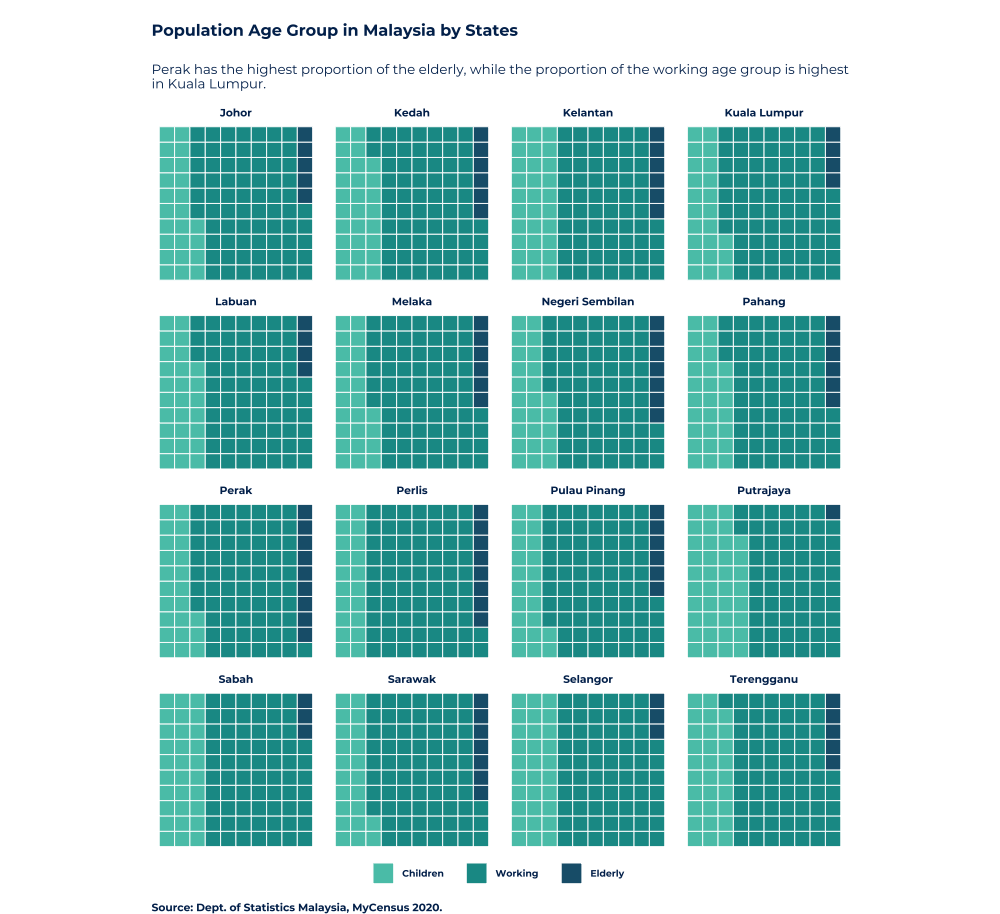 Population Age Group in Malaysia by States
Perak has the highest proportion of the elderly, while the proportion of the working age group is highest
in Kuala Lumpur.
Johor
Kedah
Kelantan
Kuala Lumpur
Labuan
Melaka
Negeri Sembilan
Pahang
Perak
Perlis
Pulau Pinang
Putrajaya
Sabah
Sarawak
Selangor
Terengganu
Children
Working
Elderly
Source: Dept. of Statistics Malaysia, MyCensus 2020.